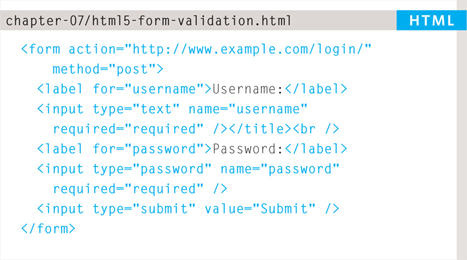 chapter-07/html5-form-validation.html HTML
<form action="http://www.example.com/login/"
method="post">
<label for="username">Username:</label>
<input type="text" name="username"
required="required" /></title><br />
<label for="password">Password:</label>
<input type="password" name="password"
required="required" />
<input type="submit" value="Submit" />
</form>